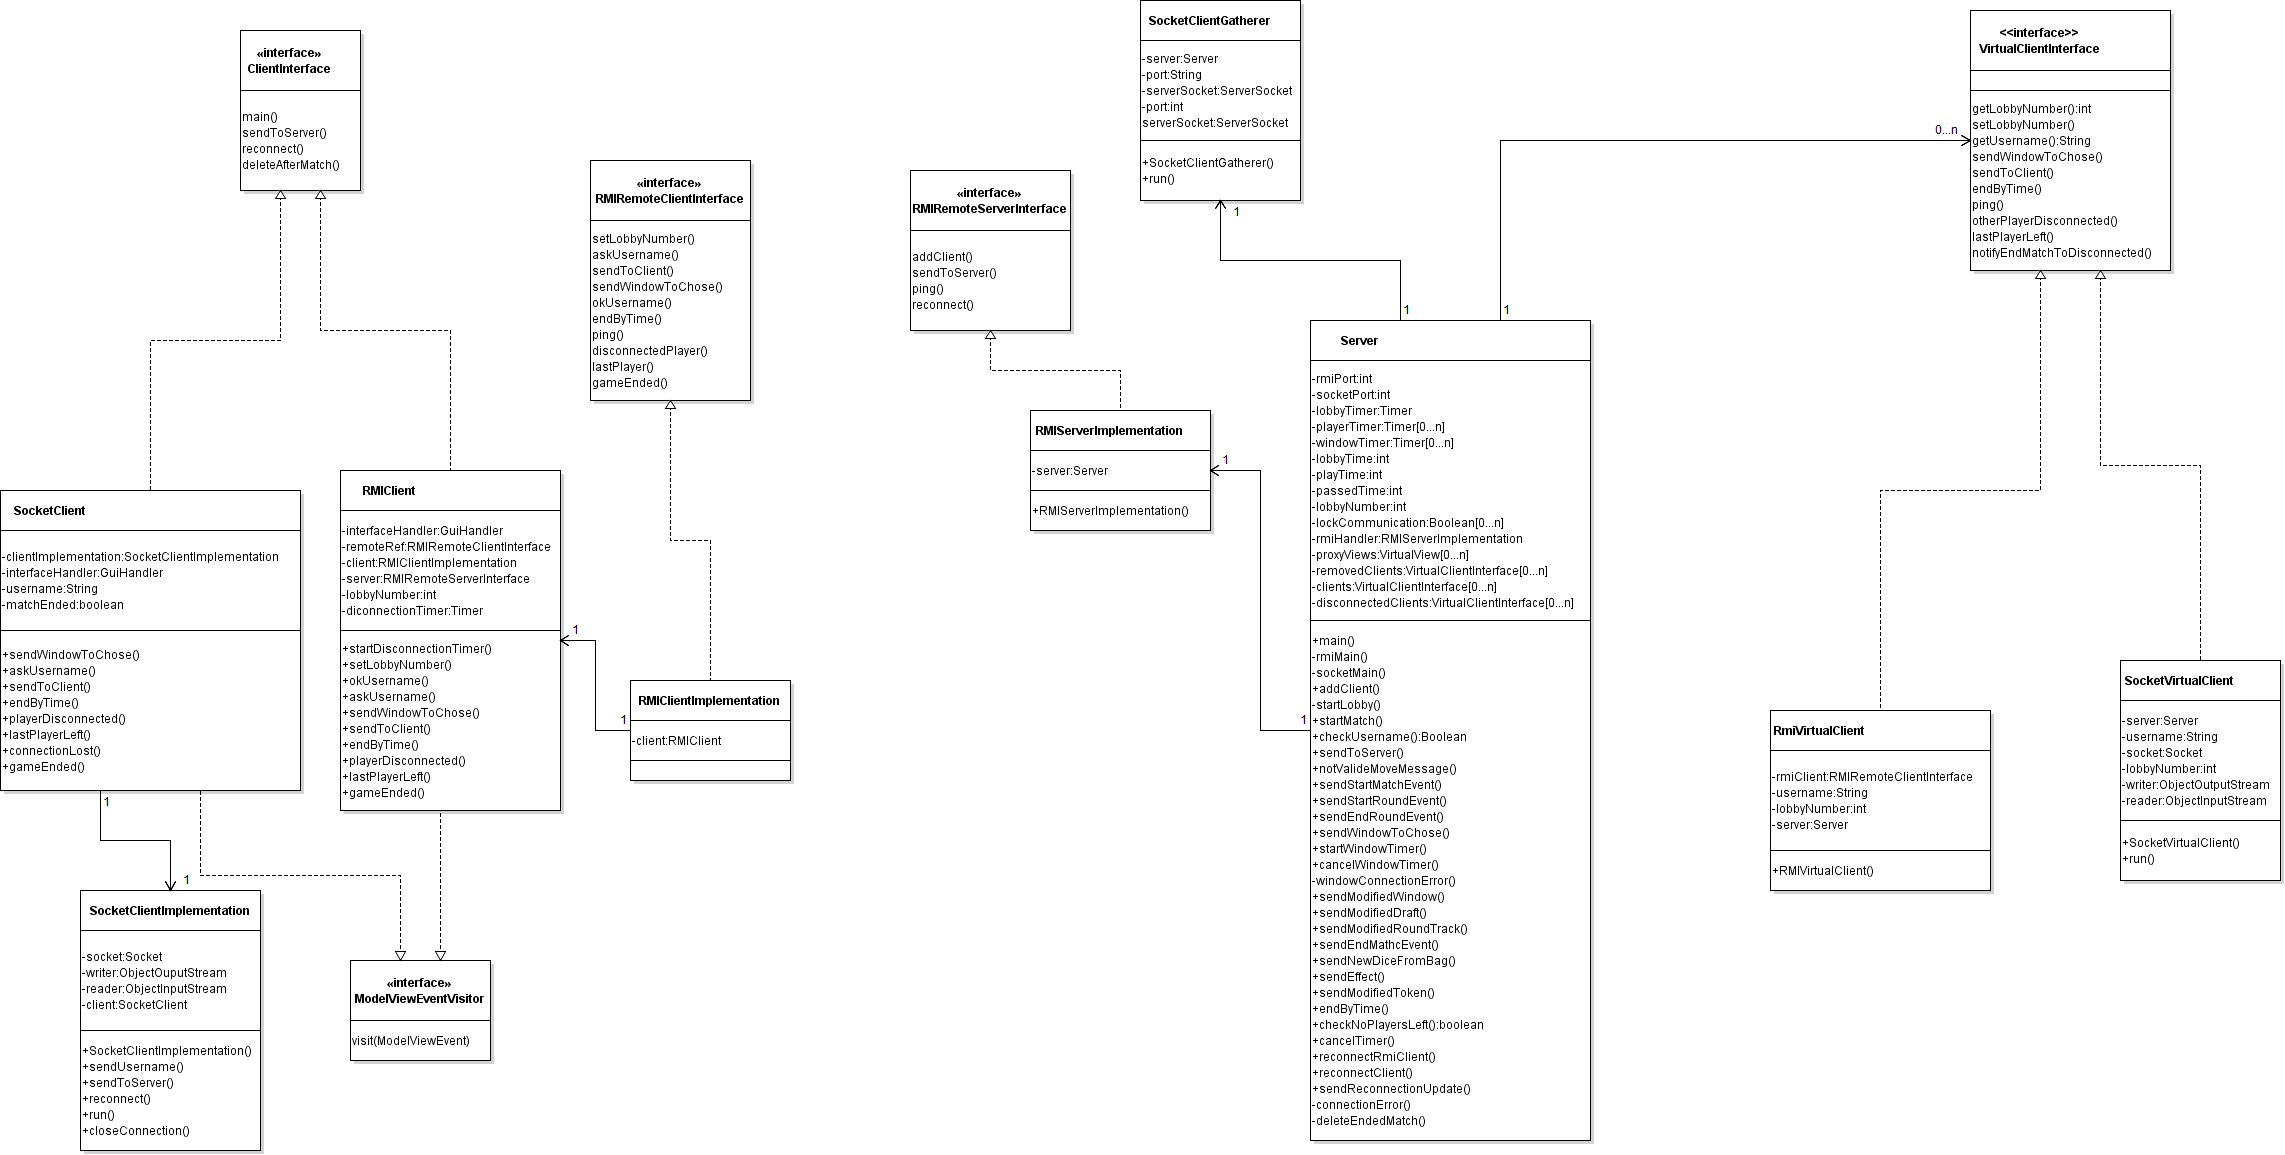 «interface»
ClientInterface
main()
sendToServer()
reconnect()
deleteAfterMatch()
«interface»
RMIRemoteClientInterface
setLobbyNumber()
askUsername()
sendToClient()
sendWindowToChose()
okUsername()
endByTime()
ping()
disconnectedPlayer()
lastPlayer()
gameEnded()
«interface»
RMIRemoteServerInterface
addClient()
sendToServer()
ping()
reconnect()
SocketClientGatherer
-server:Server
-port:String
-serverSocket:ServerSocket
-port:int
serverSocket:ServerSocket
+SocketClientGatherer()
+run()
1
1
<<interface>>
VirtualClientInterface
getLobbyNumber():int
setLobbyNumber()
getUsername():String
sendWindowToChose()
sendToClient()
endByTime()
ping()
otherPlayerDisconnected()
lastPlayerLeft()
notifyEndMatchToDisconnected()
0...n
1
SocketClient
-clientImplementation:SocketClientImplementation
-interfaceHandler:GuiHandler
-username:String
-matchEnded:boolean
+sendWindowToChose()
+askUsername()
+sendToClient()
+endByTime()
+playerDisconnected()
+lastPlayerLeft()
+connectionLost()
+gameEnded()
1
1
RMIClient
-interfaceHandler:GuiHandler
-remoteRef:RMIRemoteClientInterface
-client:RMIClientImplementation
-server:RMIRemoteServerInterface
-lobbyNumber:int
-diconnectionTimer:Timer
+startDisconnectionTimer()
+setLobbyNumber()
+okUsername()
+askUsername()
+sendWindowToChose()
+sendToClient()
+endByTime()
+playerDisconnected()
+lastPlayerLeft()
+gameEnded()
1
1
RMIClientImplementation
-client:RMIClient
SocketClientImplementation
-socket:Socket
-writer:ObjectOuputStream
-reader:ObjectInputStream
-client:SocketClient
+SocketClientImplementation()
+sendUsername()
+sendToServer()
+reconnect()
+run()
+closeConnection()
«interface»
ModelViewEventVisitor
visit(ModelViewEvent)
RMIServerImplementation
-server:Server
+RMIServerImplementation()
1
1
Server
-rmiPort:int
-socketPort:int
-lobbyTimer:Timer
-playerTimer:Timer[0...n]
-windowTimer:Timer[0...n]
-lobbyTime:int
-playTime:int
-passedTime:int
-lobbyNumber:int
-lockCommunication:Boolean[0...n]
-rmiHandler:RMIServerImplementation
-proxyViews:VirtualView[0...n]
-removedClients:VirtualClientInterface[0...n]
-clients:VirtualClientInterface[0...n]
-disconnectedClients:VirtualClientInterface[0...n]
+main()
-rmiMain()
-socketMain()
+addClient()
-startLobby()
+startMatch()
+checkUsername():Boolean
+sendToServer()
+notValideMoveMessage()
+sendStartMatchEvent()
+sendStartRoundEvent()
+sendEndRoundEvent()
+sendWindowToChose()
+startWindowTimer()
+cancelWindowTimer()
-windowConnectionError()
+sendModifiedWindow()
+sendModifiedDraft()
+sendModifiedRoundTrack()
+sendEndMathcEvent()
+sendNewDiceFromBag()
+sendEffect()
+sendModifiedToken()
+endByTime()
+checkNoPlayersLeft():boolean
+cancelTimer()
+reconnectRmiClient()
+reconnectClient()
+sendReconnectionUpdate()
-connectionError()
-deleteEndedMatch()
RmiVirtualClient
-rmiClient:RMIRemoteClientInterface
-username:String
-lobbyNumber:int
-server:Server
+RMIVirtualClient()
SocketVirtualClient
-server:Server
-username:String
-socket:Socket
-lobbyNumber:int
-writer:ObjectOutputStream
-reader:ObjectInputStream
+SocketVirtualClient()
+run()